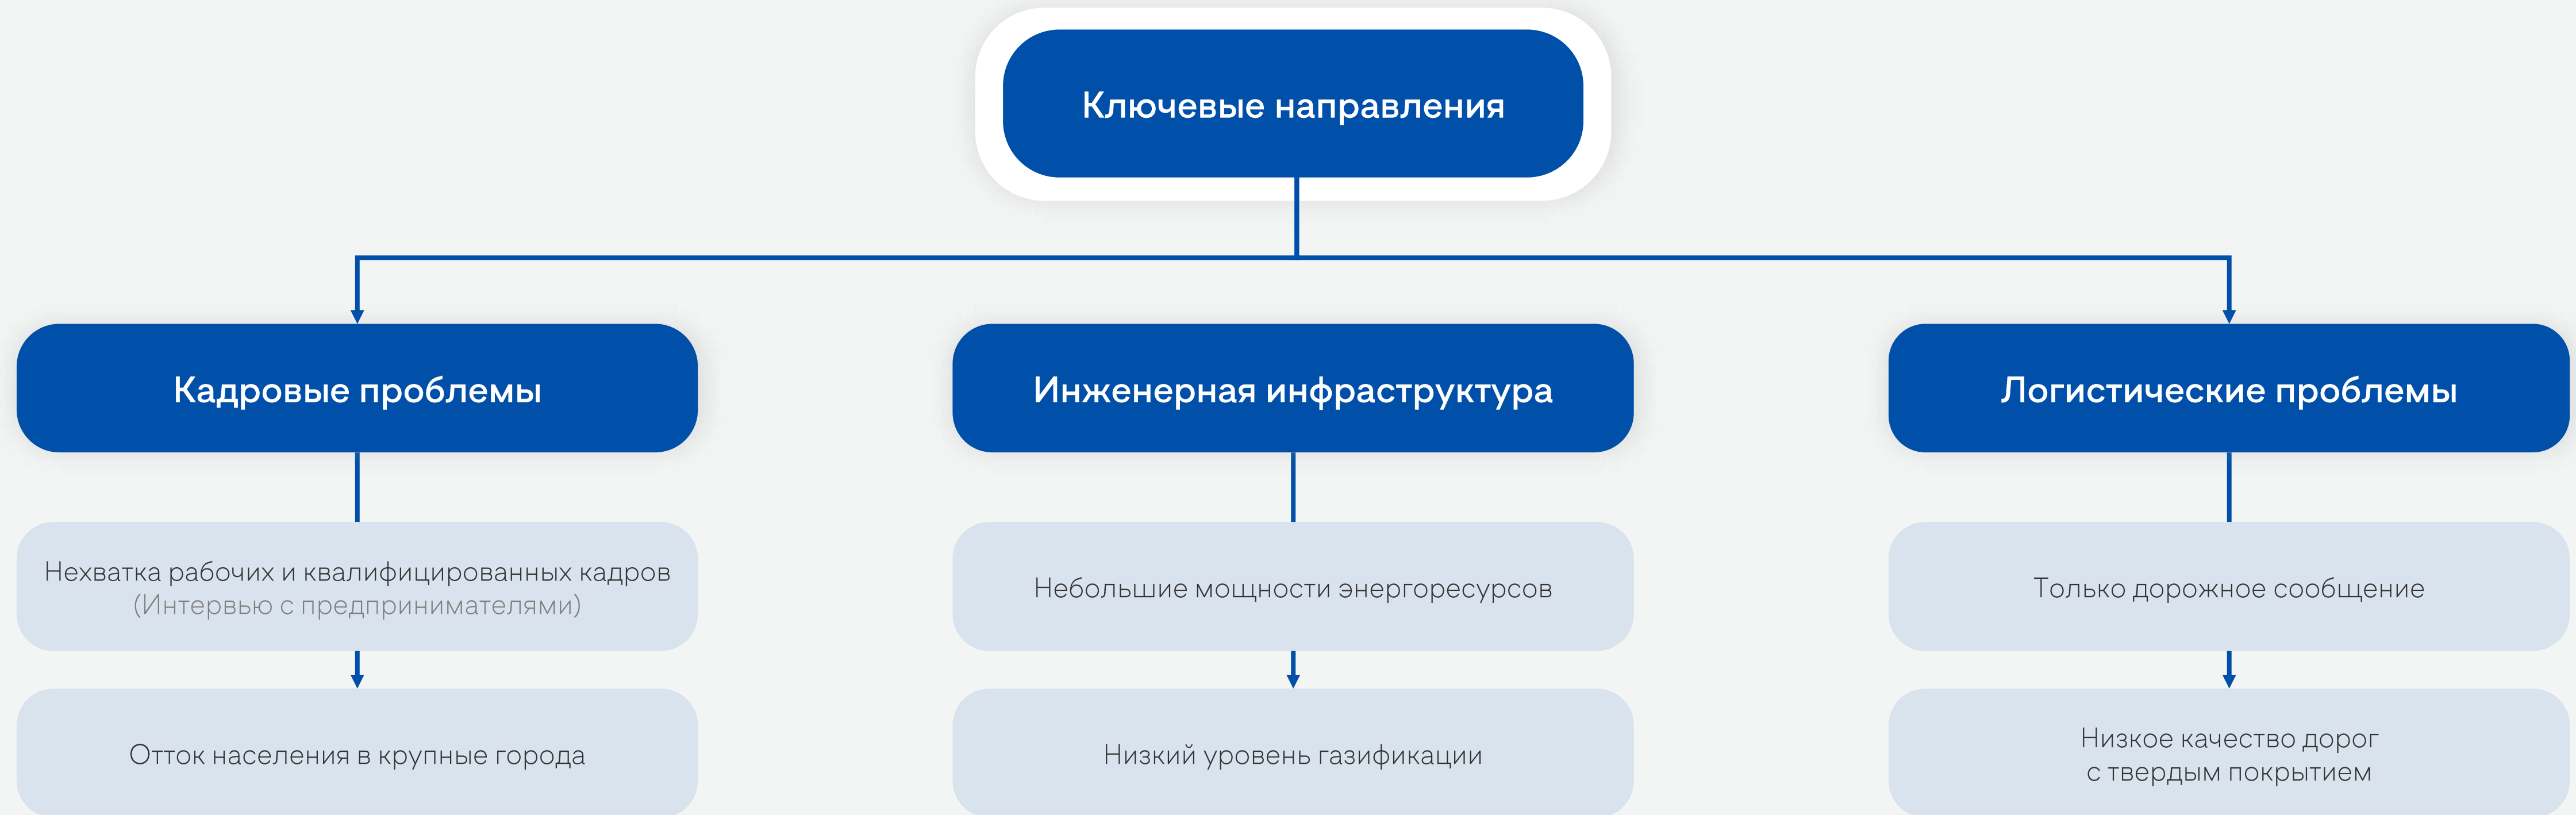 Ключевые направления
Кадровые проблемы
Инженерная инфраструктура
Логистические проблемы
Нехватка рабочих и квалифицированных кадров
(Интервью с предпринимателями)
Небольшие мощности энергоресурсов
Только дорожное сообщение
Отток населения в крупные города
Низкий уровень газификации
Низкое качество дорог
с твердым покрытием